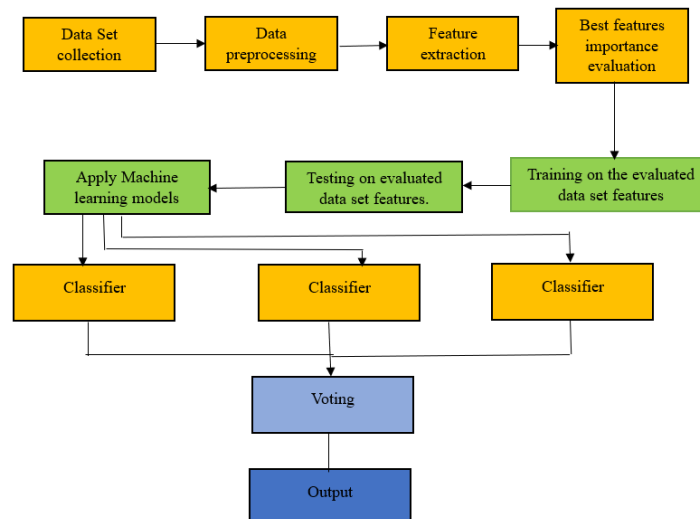 Data Set
collection
Data
preprocessing
Feature
extraction
Best features
importance
evaluation
Apply Machine
learning models
Testing on evaluated
data set features.
Training on the evaluated
data set features
Classifier
Classifier
Classifier
Voting
Output